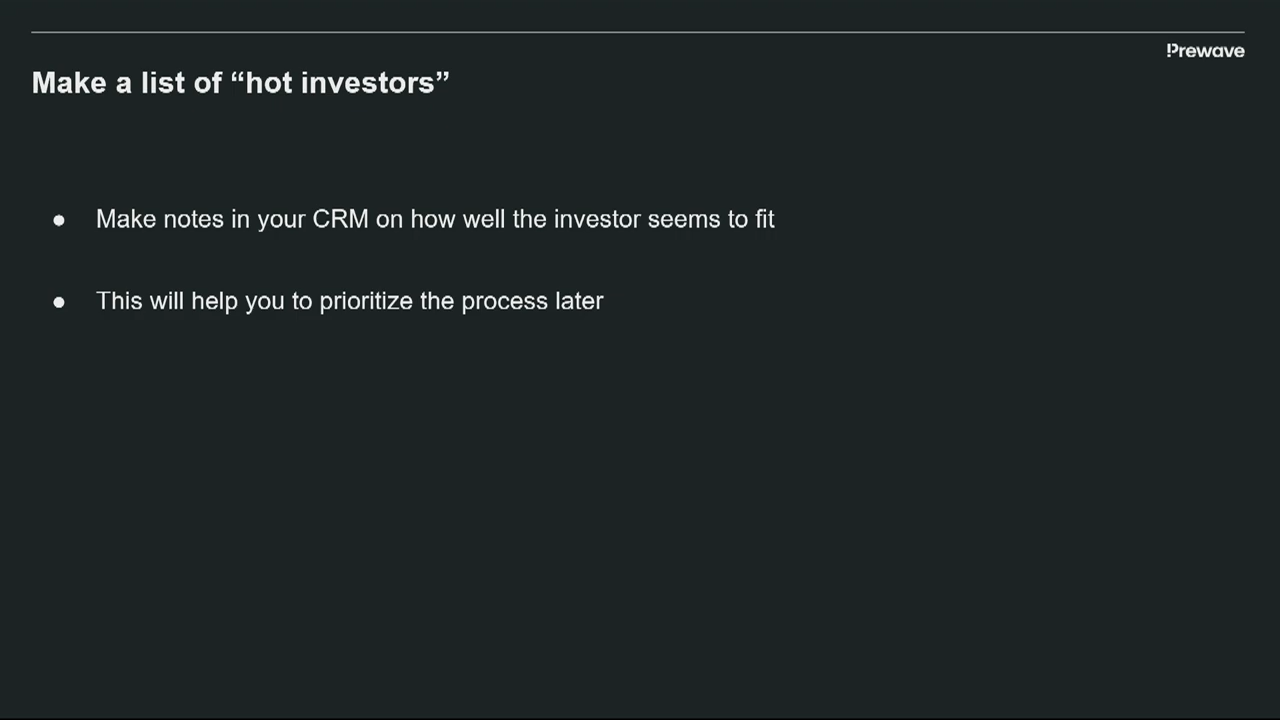 Prewave
Make a list of “hot investors”
● Make notes in your CRM on how well the investor seems to fit
● This will help you to prioritize the process later